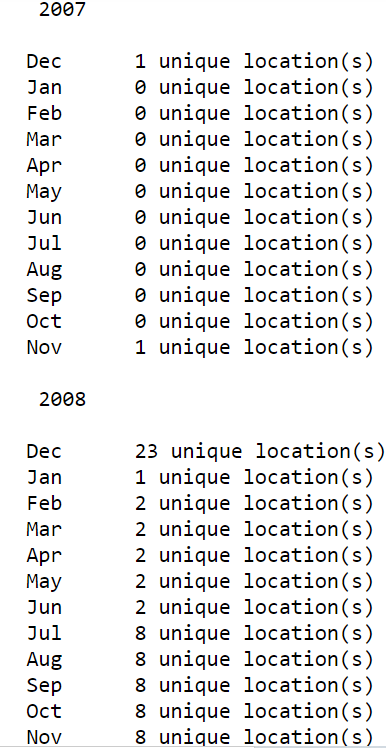 2007
Dec 1 unique location(s)
Jan 0 unique location(s)
Feb 0 unique location(s)
Mar 0 unique location(s)
Apr 0 unique location(s)
May 0 unique location(s)
Jun 0 unique location(s)
Jul 0 unique location(s)
Aug 0 unique location(s)
Sep 0 unique location(s)
Oct 0 unique location(s)
Nov 1 unique location(s)
2008
Dec 23 unique location(s)
Jan 1 unique location(s)
Feb 2 unique location(s)
Mar 2 unique location(s)
Apr 2 unique location(s)
May 2 unique location(s)
Jun 2 unique location(s)
Jul 8 unique location(s)
Aug 8 unique location(s)
Sep 8 unique location(s)
Oct 8 unique location(s)
Nov 8 unique location(s)